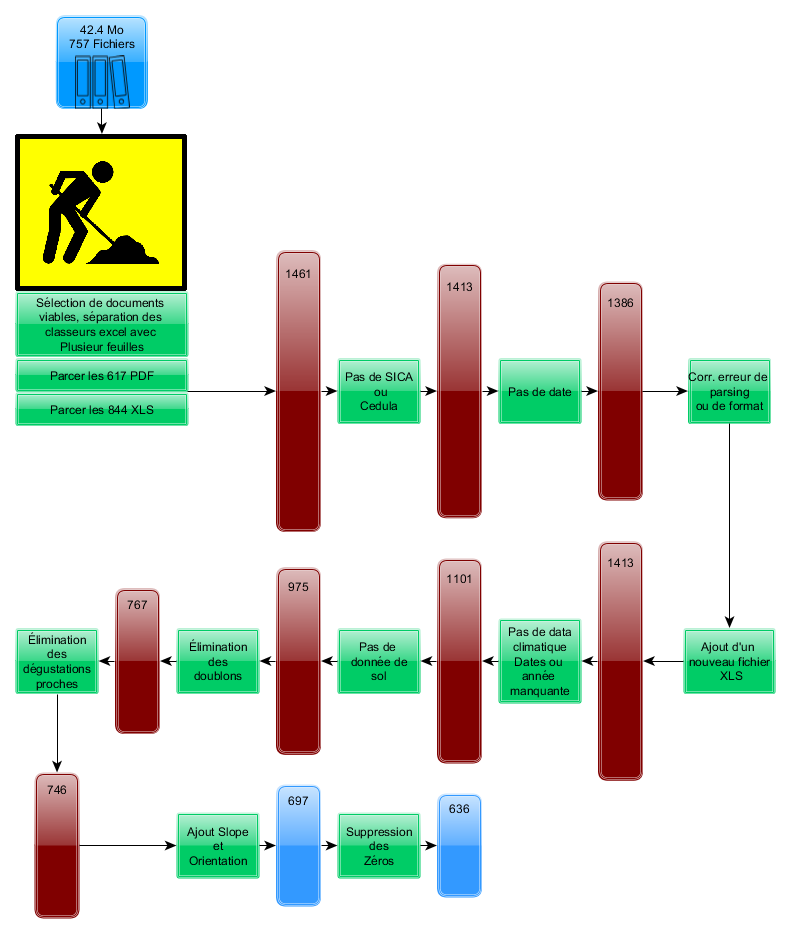 42.4 Mo
757 Fichiers
Sélection de documents
viables, séparation des
classeurs excel avec
Plusieur feuilles
Parcer les 617 PDF
Parcer les 844 XLS
1461
Pas de SICA
ou
Cedula
1413
Pas de date
1386
Corr. erreur de
parsing
ou de format
Ajout d'un
nouveau fichier
XLS
1413
Pas de data
climatique
Dates ou
année
manquante
1101
Pas de
donnée de
sol
975
Élimination
des
doublons
767
Élimination
des
dégustations
proches
746
Ajout Slope
et
Orientation
697
Suppression
des
Zéros
636